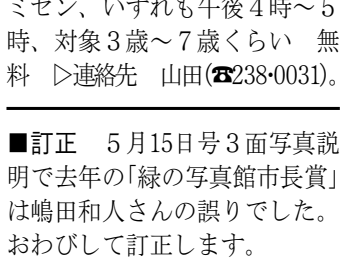 ミセン、いずれも午後４時～５
時、対象３歳～７歳くらい　無
料　▷連絡先　山田(☎238･0031)。
■訂正　５月15日号３面写真説
明で去年の「緑の写真館市長賞」
は嶋田和人さんの誤りでした。
おわびして訂正します。